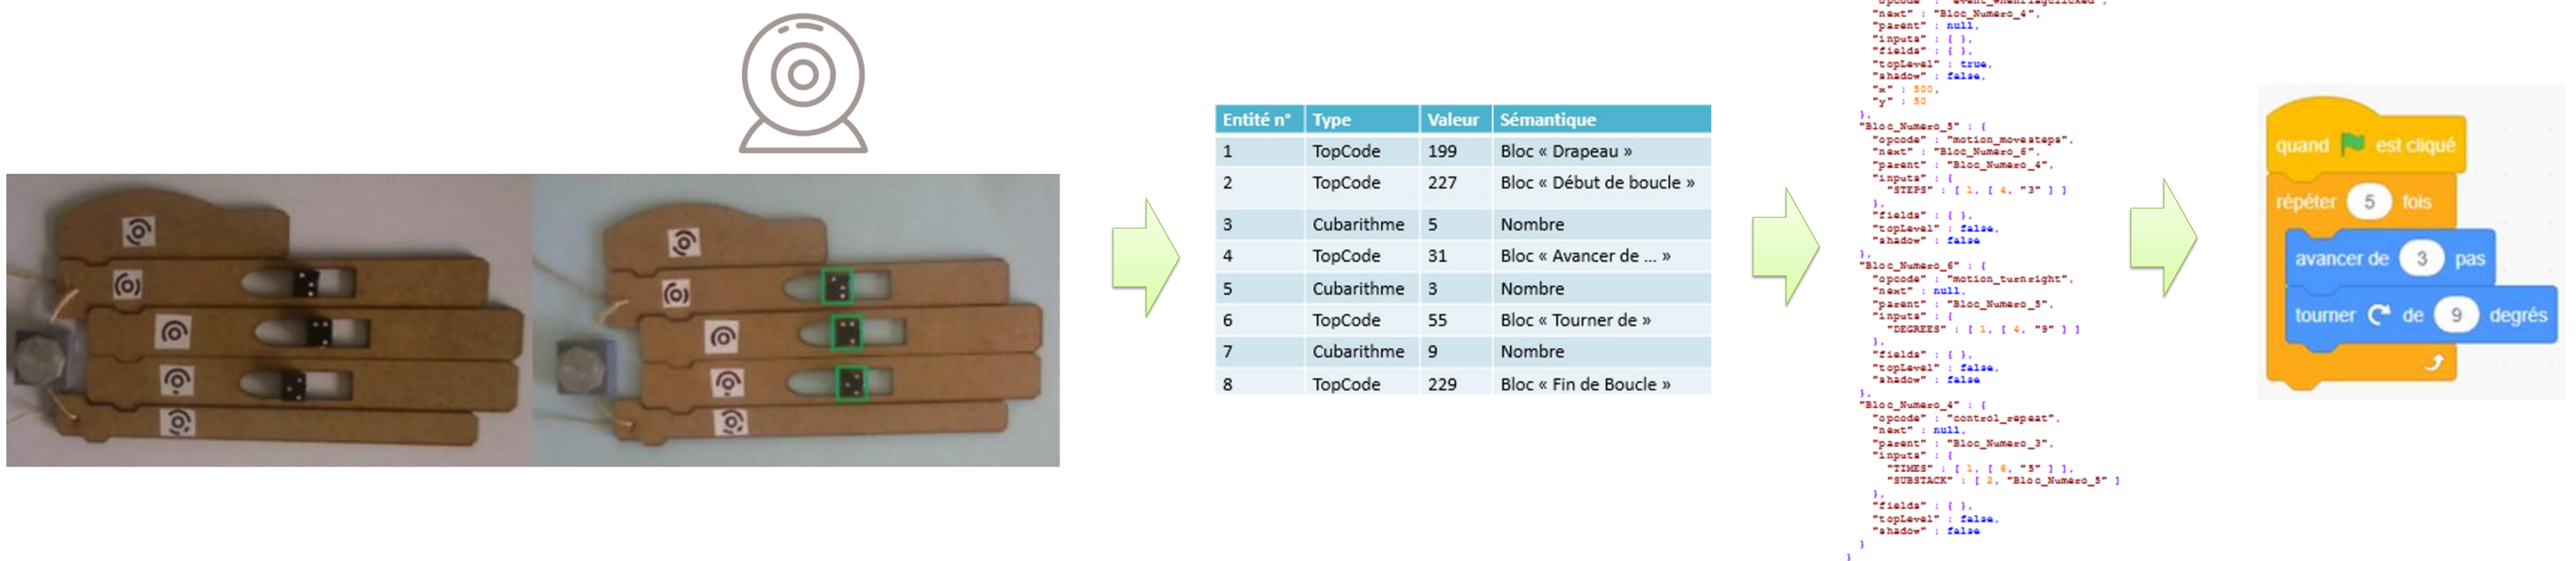 Entité n° Type Valeur Sémantique
1 TopCode 199 Bloc « Drapeau »
2 TopCode 227 Bloc « Début de boucle »
3 Cubarithme 5 Nombre
4 TopCode 31 Bloc « Avancer de ... »
5 Cubarithme 3 Nombre
6 TopCode 55 Bloc « Tourner de »
7 Cubarithme 9 Nombre
8 TopCode 229 Bloc « Fin de Boucle »
"opcode" : "event_whenflagclicked",
"next" : "Bloc_Numero_4",
"parent" : null,
"inputs" : { },
"fields" : { },
"topLevel" : true,
"shadow" : false,
"x" : 500,
"y" : 50
},
"Bloc_Numero_5" : {
"opcode" : "motion_movesteps",
"next" : "Bloc_Numero_6",
"parent" : "Bloc_Numero_4",
"inputs" : {
"STEPS" : [ 1, [ 4, "3" ] ]
},
"fields" : { },
"topLevel" : false,
"shadow" : false
},
"Bloc_Numero_6" : {
"opcode" : "motion_turnright",
"next" : null,
"parent" : "Bloc_Numero_5",
"inputs" : {
"DEGREES" : [ 1, [ 4, "9" ] ]
},
"fields" : { },
"topLevel" : false,
"shadow" : false
},
"Bloc_Numero_4" : {
"opcode" : "control_repeat",
"next" : null,
"parent" : "Bloc_Numero_3",
"inputs" : {
"TIMES" : [ 1, [ 6, "5" ] ],
"SUBSTACK" : [ 2, "Bloc_Numero_5" ]
},
"fields" : { },
"topLevel" : false,
"shadow" : false
}
}
quand est cliqué
répéter 5 fois
avancer de 3 pas
tourner de 9 degrés